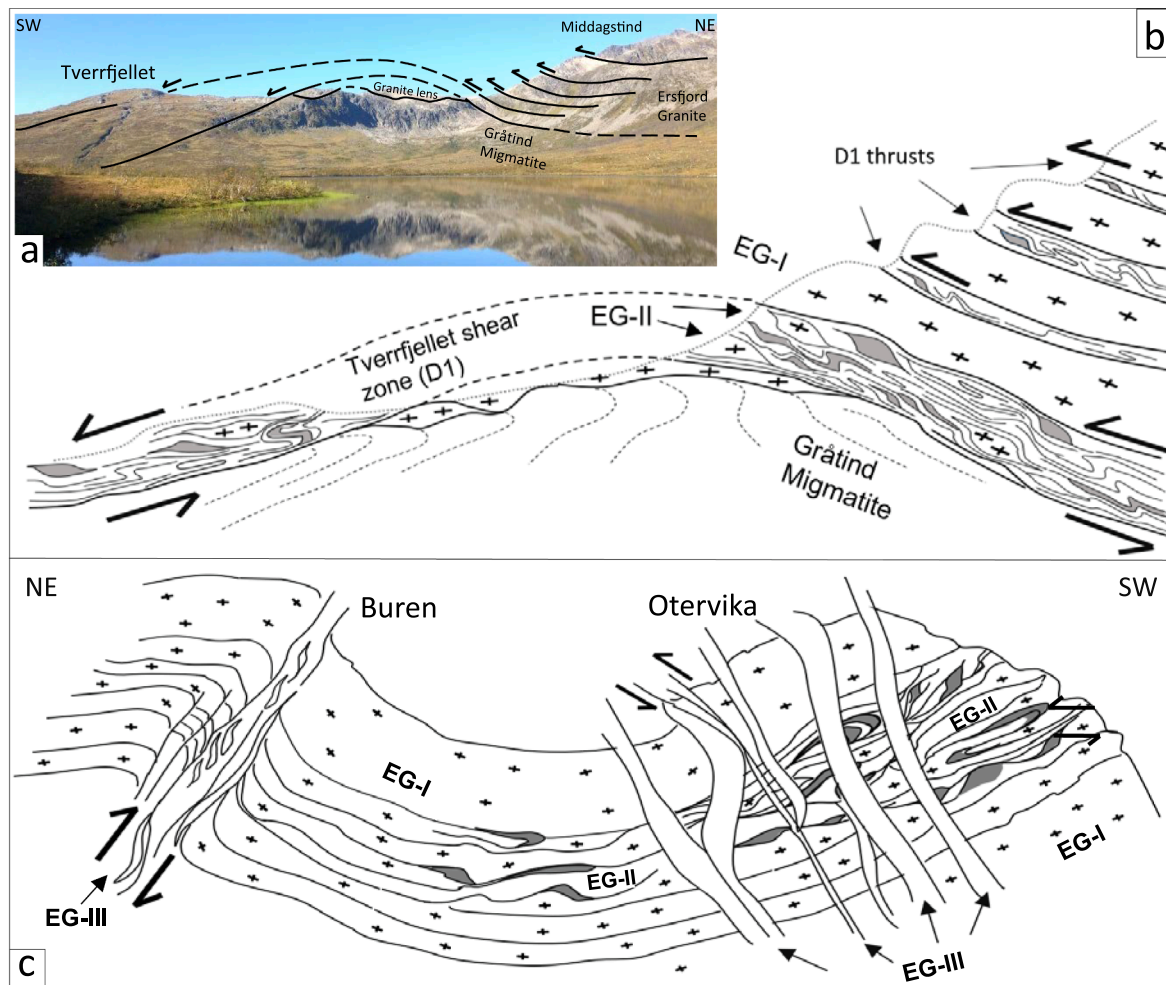 SW
NE
b
Middagstind
Tverrfjellet
Granite lens
Ersfjord
Granite
Gråtind
Migmatite
a
D1 thrusts
EG-I
EG-II
Tverrfjellet shear
zone (D1)
Gråtind
Migmatite
NE
Buren
Otervika
SW
EG-II
EG-I
EG-II
EG-I
EG-III
EG-III
c